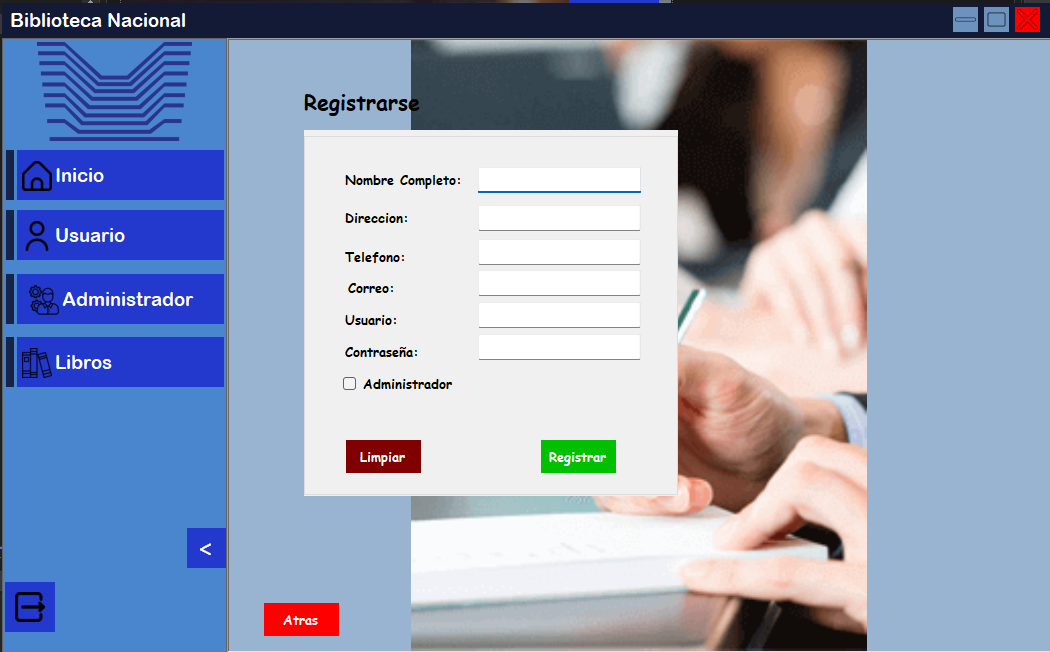 Biblioteca Nacional
Inicio
Usuario
Administrador
Libros
<
Registrarse
Nombre Completo:
Direccion:
Telefono:
Correo:
Usuario:
Contraseña:
Administrador
Limpiar
Registrar
Atras